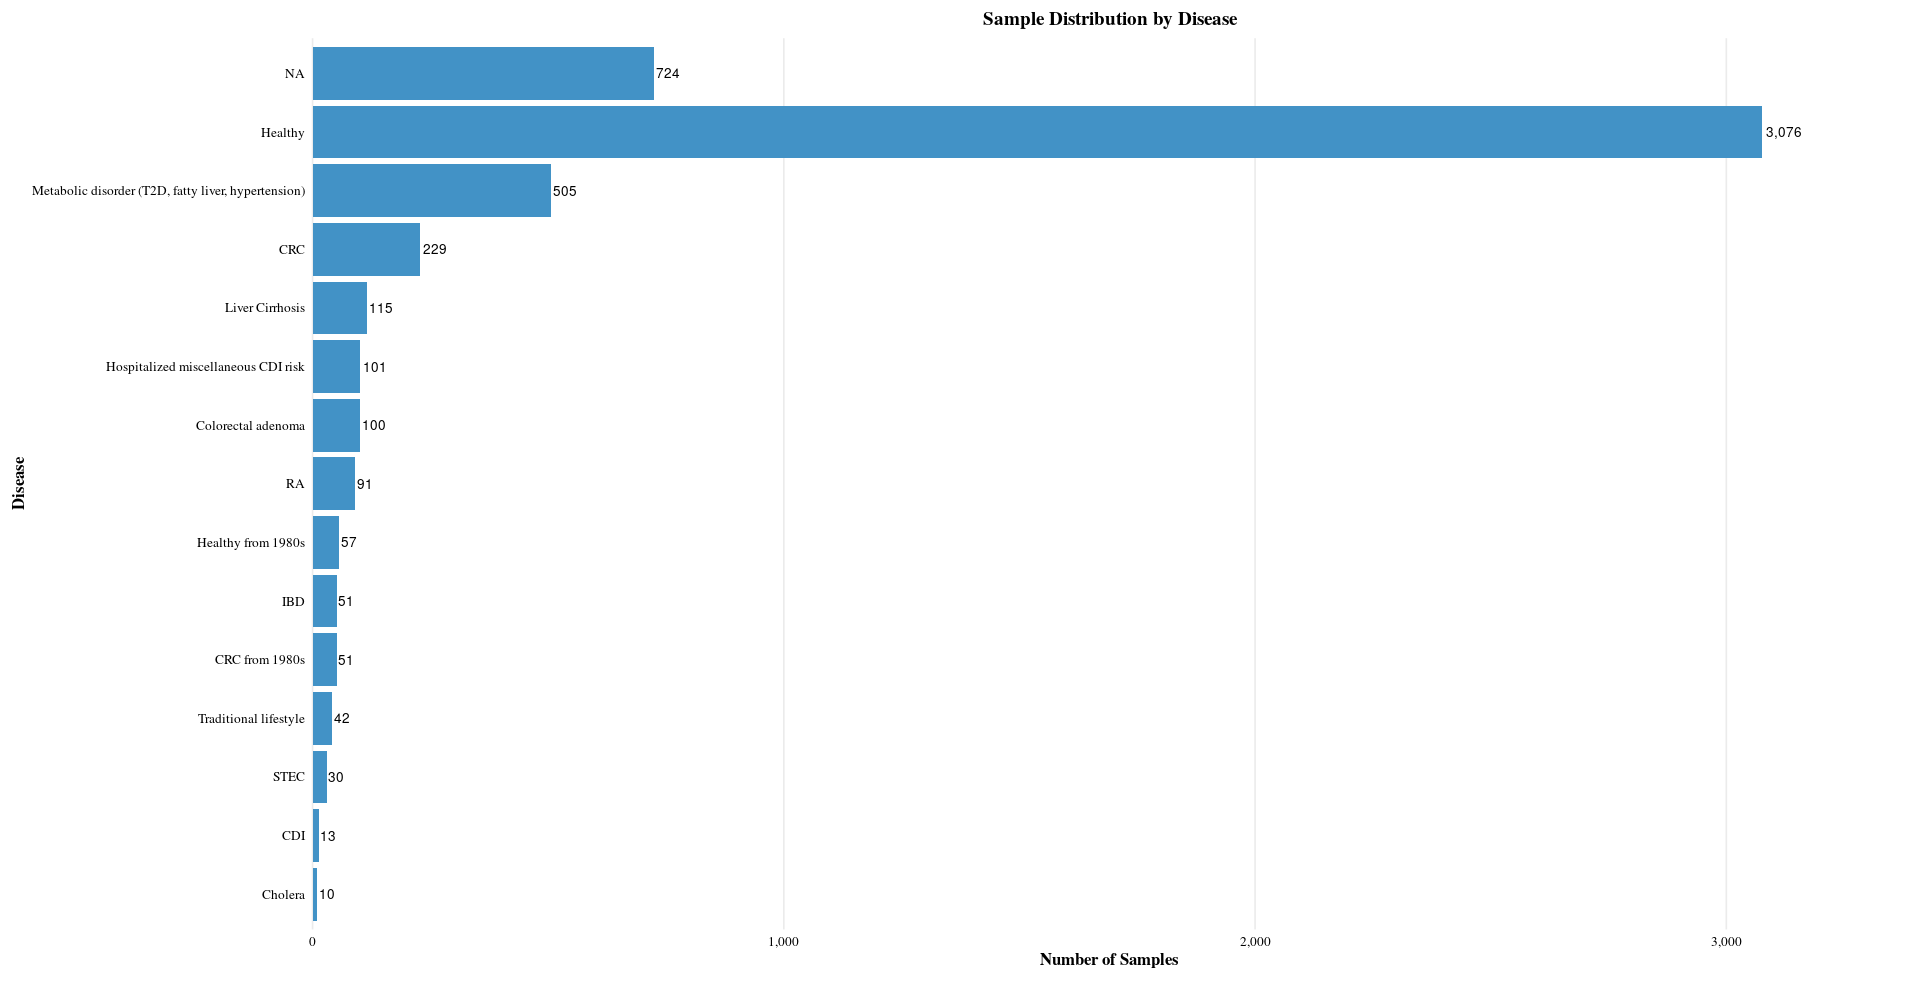 Sample Distribution by Disease
NA 724
Healthy 3,076
Metabolic disorder (T2D, fatty liver, hypertension) 505
CRC 229
Liver Cirrhosis 115
Hospitalized miscellaneous CDI risk 101
Colorectal adenoma 100
RA 91
Healthy from 1980s 57
IBD 51
CRC from 1980s 51
Traditional lifestyle 42
STEC 30
CDI 13
Cholera 10
Disease
0 1,000 2,000 3,000
Number of Samples